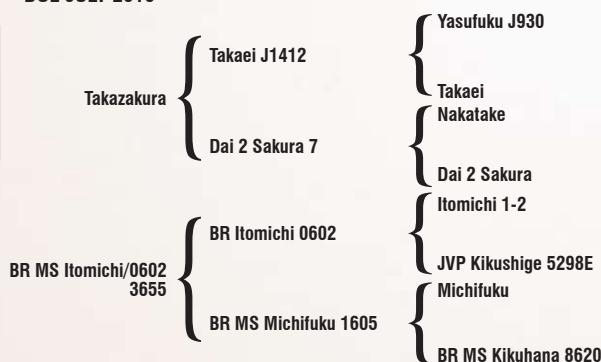 Yasufuku J930
Takaei J1412
Takazakura
Takaei
Nakatake
Dai 2 Sakura 7
Dai 2 Sakura
Itomichi 1-2
BR Itomichi 0602
BR MS Itomichi/0602
3655
JVP Kikushige 5298E
Michifuku
BR MS Michifuku 1605
BR MS Kikuhana 8620